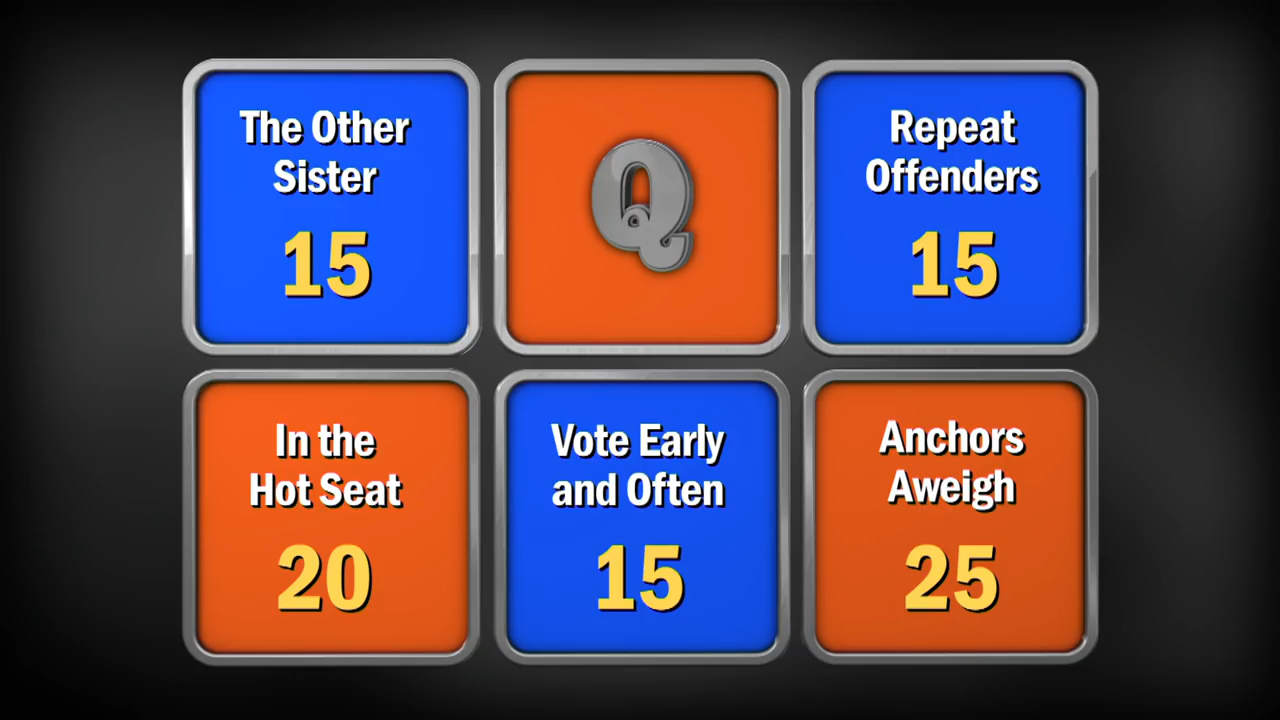 The Other
Sister
15
Q
Repeat
Offenders
15
In the
Hot Seat
20
Vote Early
and Often
15
Anchors
Aweigh
25